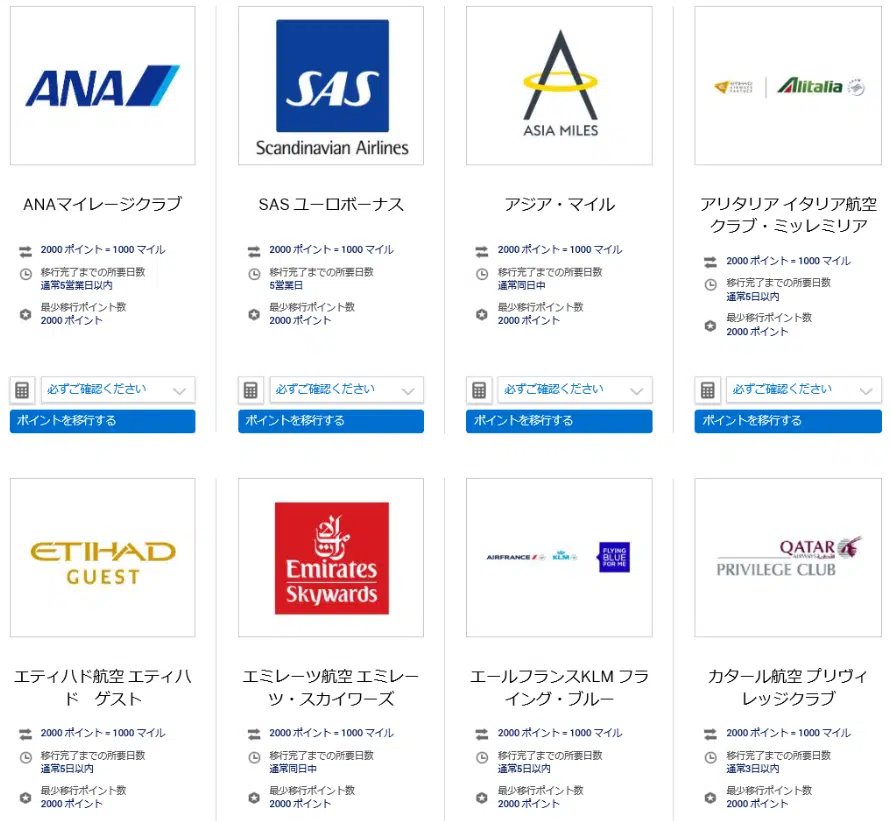 ANA
SAS
Scandinavian Airlines
ASIA MILES
Alitalia
ANAマイレージクラブ
SAS ユーロボーナス
アジア・マイル
アリタリア イタリア航空
クラブ・ミッレミリア
2000 ポイント = 1000 マイル
移行完了までの所要日数
通常5営業日以内
最少移行ポイント数
2000 ポイント
2000 ポイント = 1000 マイル
移行完了までの所要日数
5営業日
最少移行ポイント数
2000 ポイント
2000 ポイント = 1000 マイル
移行完了までの所要日数
通常同日中
最少移行ポイント数
2000 ポイント
2000 ポイント = 1000 マイル
移行完了までの所要日数
通常5日以内
最少移行ポイント数
2000 ポイント
必ずご確認ください
必ずご確認ください
必ずご確認ください
必ずご確認ください
ポイントを移行する
ポイントを移行する
ポイントを移行する
ポイントを移行する
ETIHAD
GUEST
Emirates
Skywards
AIRFRANCE
KLM
FLYING
BLUE
FOR ME
QATAR
AIRWAYS
PRIVILEGE CLUB
エティハド航空 エティハ
ド　ゲスト
エミレーツ航空 エミレー
ツ・スカイワーズ
エールフランスKLM フラ
イング・ブルー
カタール航空 プリヴィ
レッジクラブ
2000 ポイント = 1000 マイル
移行完了までの所要日数
通常5日以内
最少移行ポイント数
2000 ポイント
2000 ポイント = 1000 マイル
移行完了までの所要日数
通常同日中
最少移行ポイント数
2000 ポイント
2000 ポイント = 1000 マイル
移行完了までの所要日数
通常5日以内
最少移行ポイント数
2000 ポイント
2000 ポイント = 1000 マイル
移行完了までの所要日数
通常3日以内
最少移行ポイント数
2000 ポイント